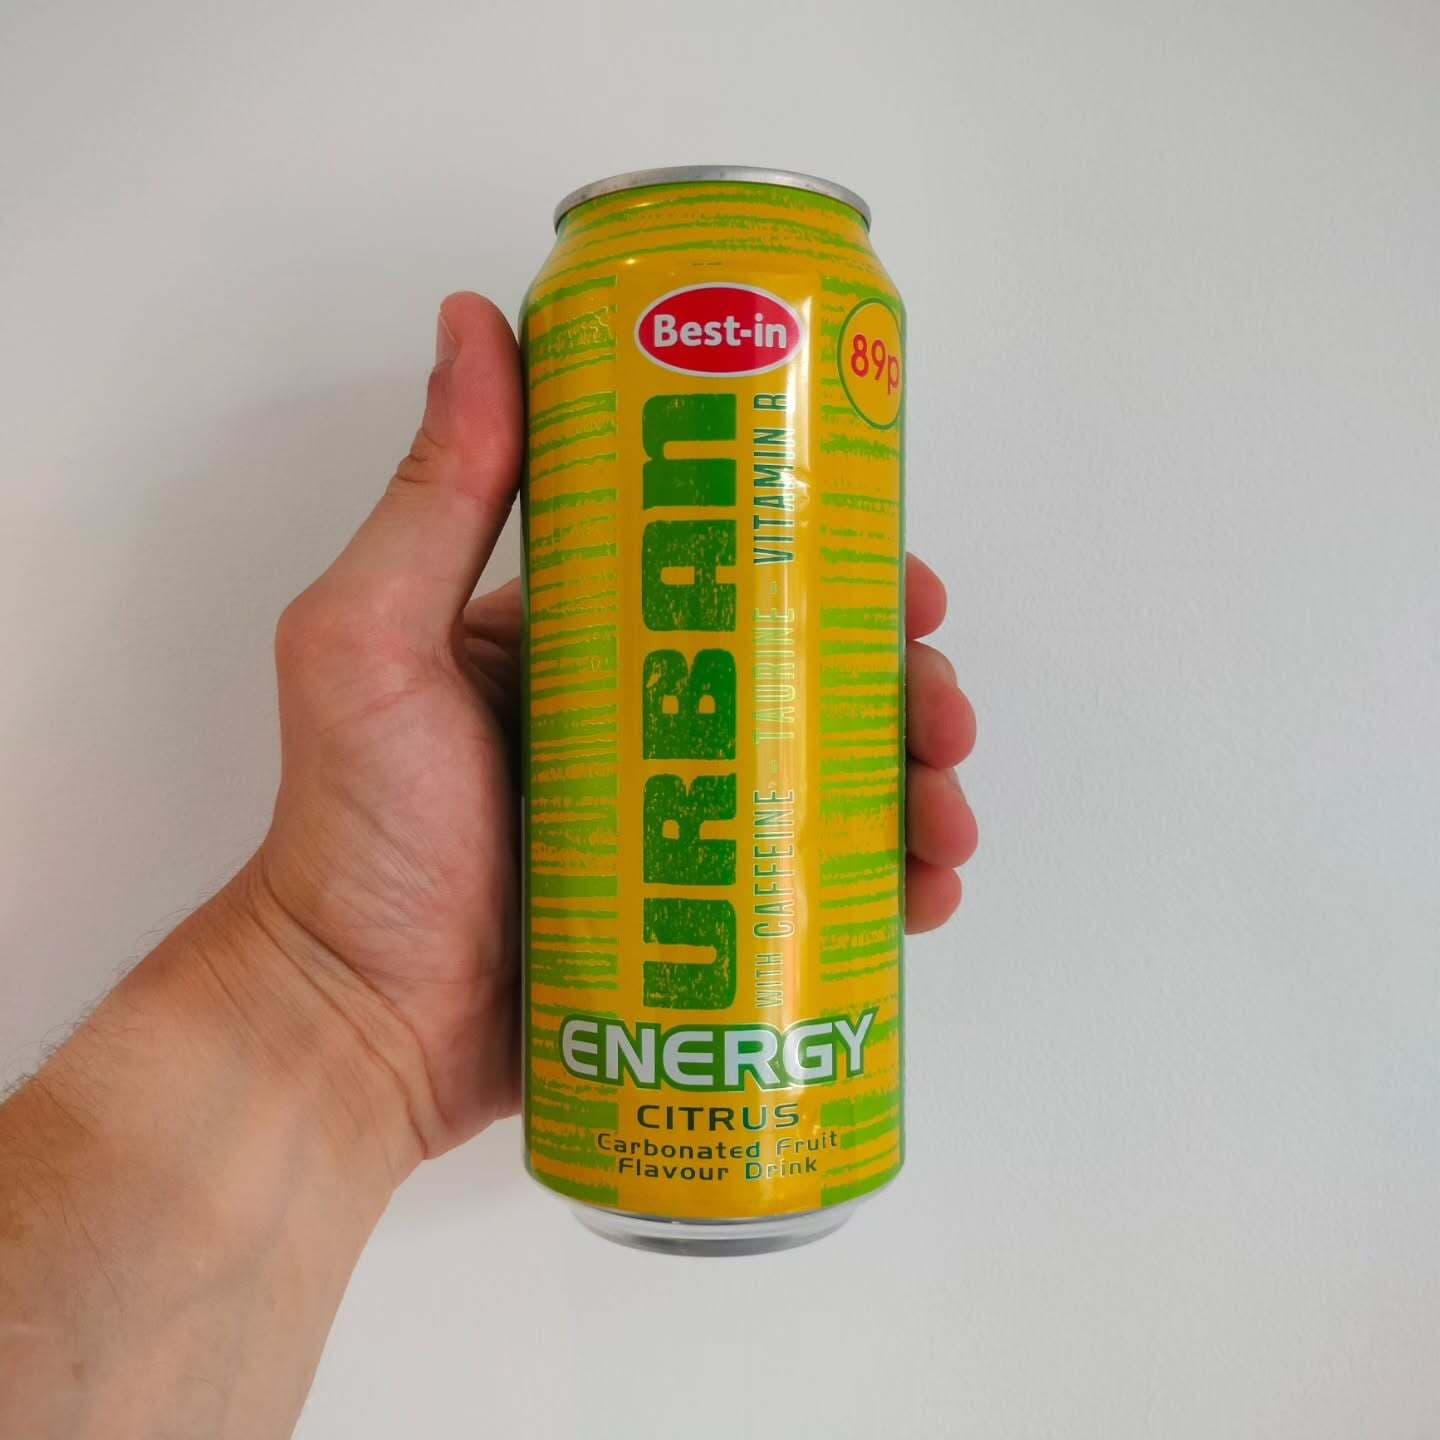 Best-in
89p
URBAn
WITH CAFFEINE - TAURINE - VITAMIN B
ENERGY
CITRUS
Carbonated Fruit
Flavour Drink